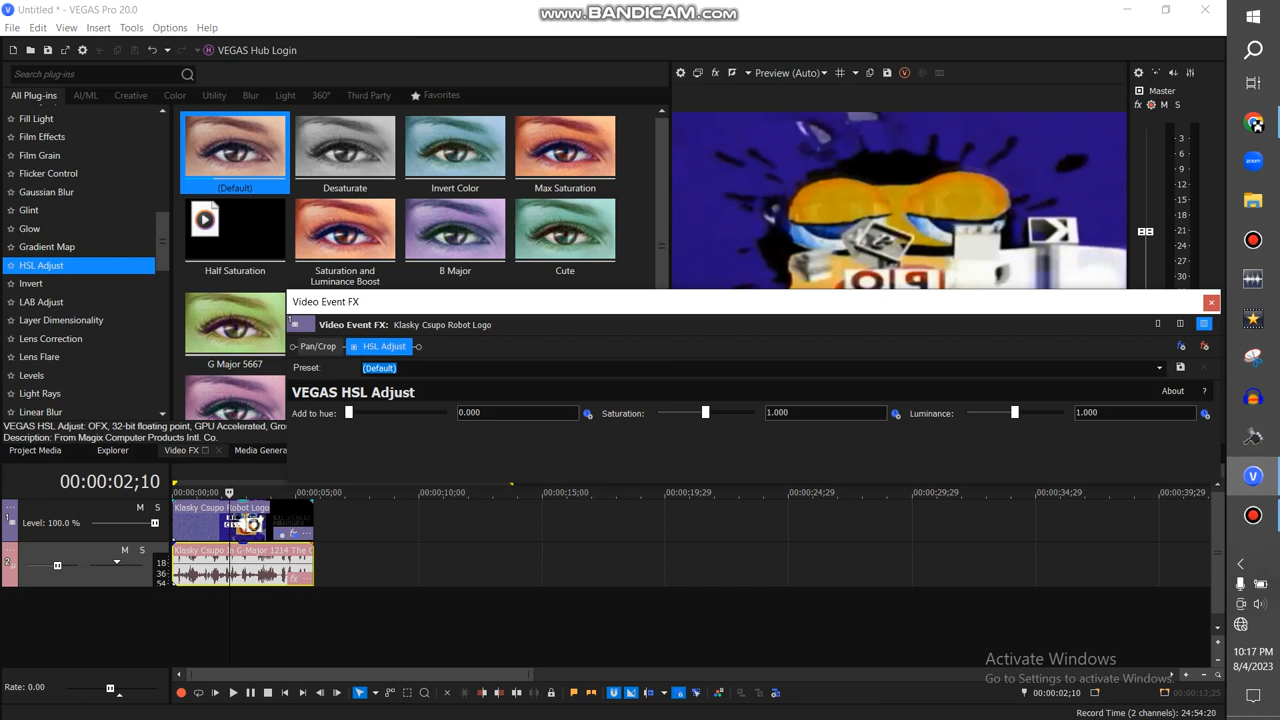 Untitled * - VEGAS Pro 20.0
www.BANDICAM.com
File Edit View Insert Tools Options Help
VEGAS Hub Login
Search plug-ins
Preview (Auto)
All Plug-ins AI/ML Creative Color Utility Blur Light 360° Third Party Favorites
Master
fx M S
Fill Light
Film Effects
Film Grain
Flicker Control
Gaussian Blur
Glint
Glow
Gradient Map
HSL Adjust
Invert
LAB Adjust
Layer Dimensionality
Lens Correction
Lens Flare
Levels
Light Rays
Linear Blur
(Default) Desaturate Invert Color Max Saturation
Half Saturation Saturation and Luminance Boost B Major Cute
G Major 5667
3
6
9
12
15
18
21
24
27
30
Video Event FX
Video Event FX: Klasky Csupo Robot Logo
Pan/Crop HSL Adjust
Preset: (Default)
VEGAS HSL Adjust About ?
Add to hue: 0.000 Saturation: 1.000 Luminance: 1.000
VEGAS HSL Adjust: OFX, 32-bit floating point, GPU Accelerated, Grou
Description: From Magix Computer Products Intl. Co.
Project Media Explorer Video FX Media Genera
00:00:02;10
00:00:00;00 00:00:05;00 00:00:10;00 00:00:15;00 00:00:19;29 00:00:24;29 00:00:29;29 00:00:34;29 00:00:39;29
1 M S
Level: 100.0 %
Klasky Csupo Robot Logo
2 M S
18
36
54
Klasky Csupo In G-Major 1214 The O
fx
Rate: 0.00
Activate Windows
Go to Settings to activate Windows.
00:00:02;10
00:00:13;25
Record Time (2 channels): 24:54:20
zoom
10:17 PM
8/4/2023